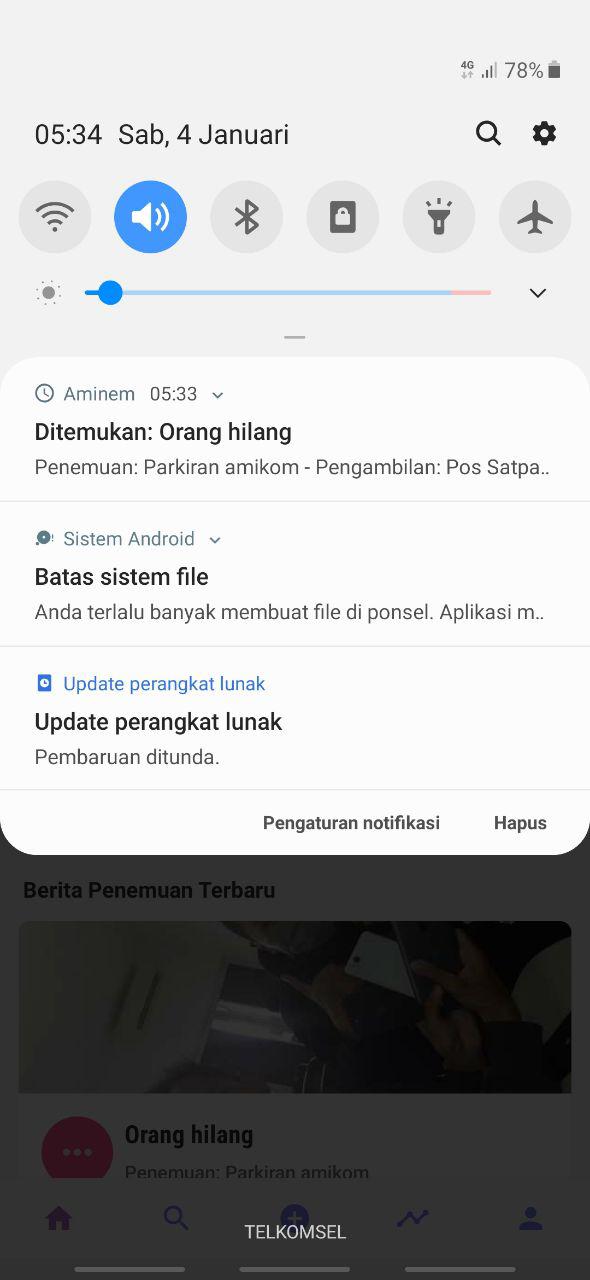 4G 78%
05:34 Sab, 4 Januari
Aminem 05:33
Ditemukan: Orang hilang
Penemuan: Parkiran amikom - Pengambilan: Pos Satpa..
Sistem Android
Batas sistem file
Anda terlalu banyak membuat file di ponsel. Aplikasi m..
Update perangkat lunak
Update perangkat lunak
Pembaruan ditunda.
Pengaturan notifikasi Hapus
Berita Penemuan Terbaru
Orang hilang
Penemuan: Parkiran amikom
TELKOMSEL